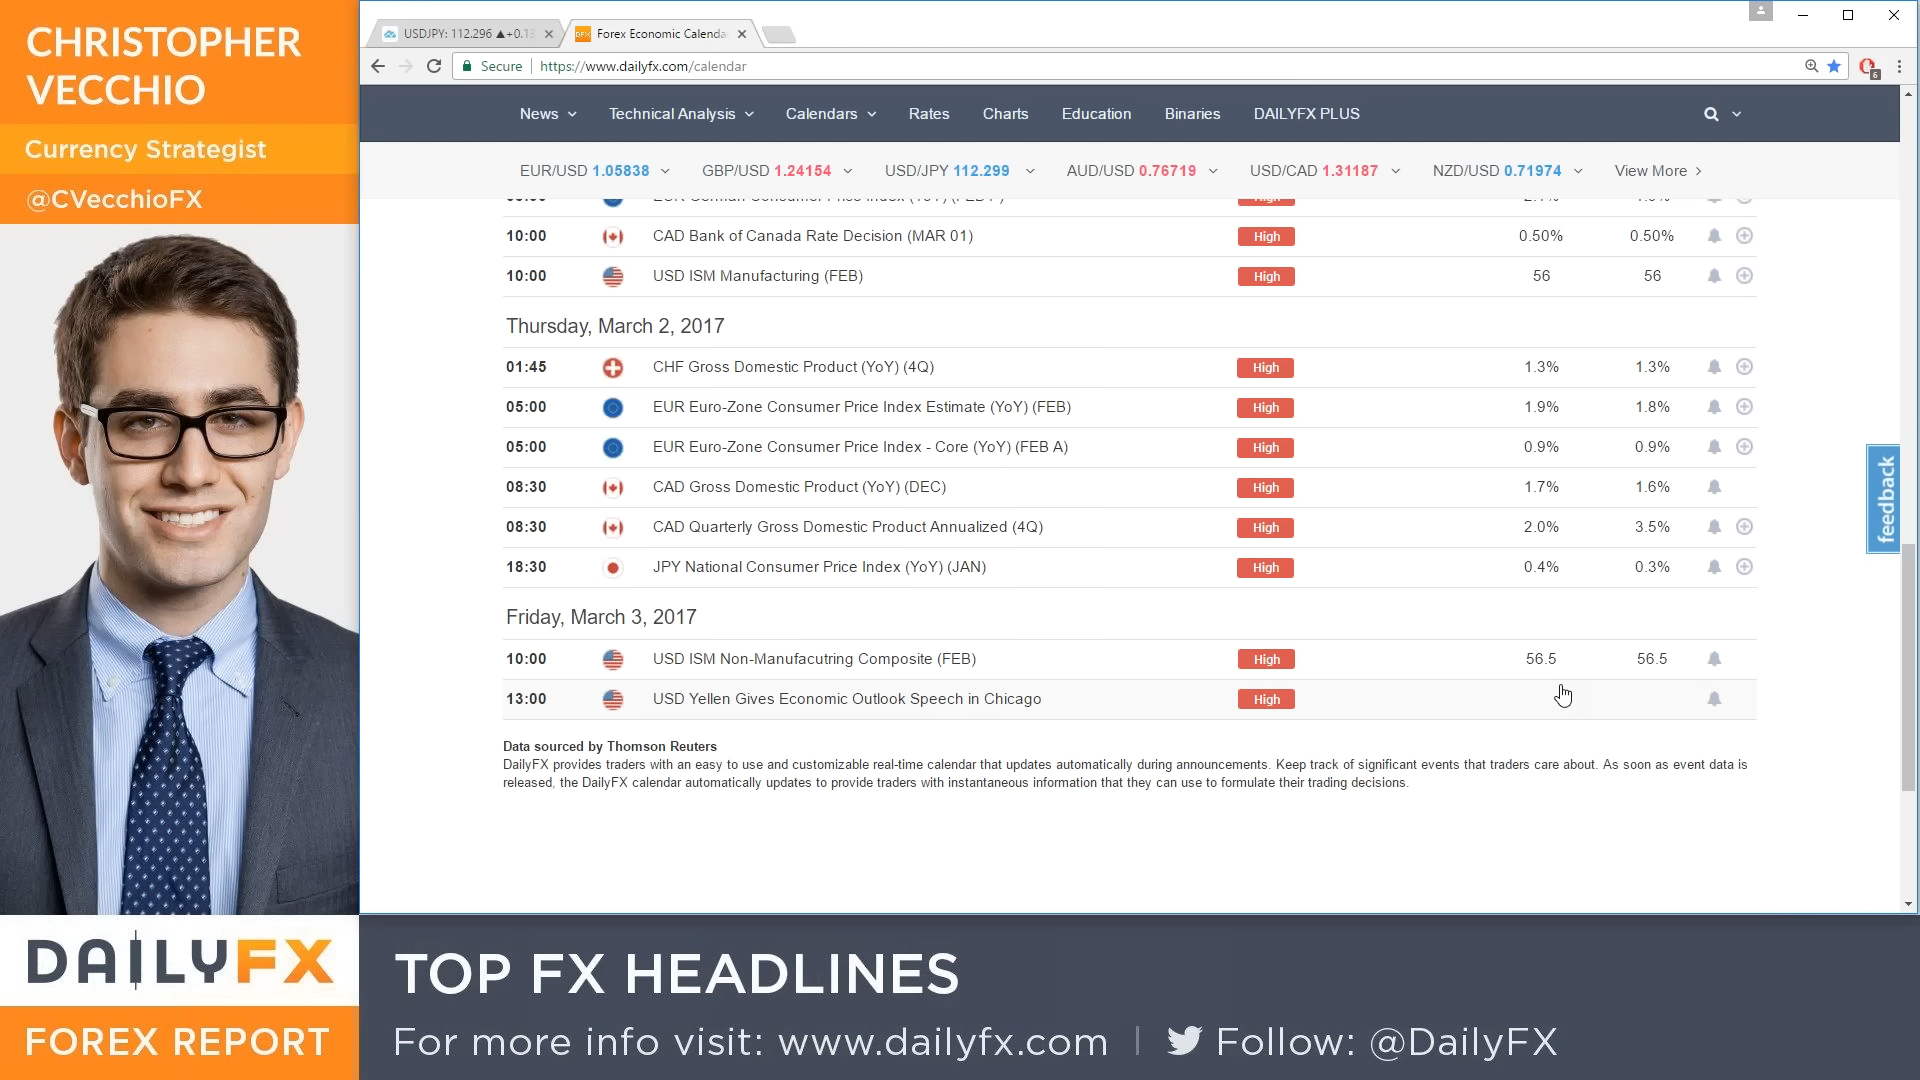 CHRISTOPHER
VECCHIO
Currency Strategist
@CVecchioFX
DAILYFX
FOREX REPORT
USDJPY: 112.296 ▲+0.13
DFX Forex Economic Calenda
Secure | https://www.dailyfx.com/calendar
6
News Technical Analysis Calendars Rates Charts Education Binaries DAILYFX PLUS
EUR/USD 1.05838 GBP/USD 1.24154 USD/JPY 112.299 AUD/USD 0.76719 USD/CAD 1.31187 NZD/USD 0.71974 View More
10:00 CAD Bank of Canada Rate Decision (MAR 01) High 0.50% 0.50%
10:00 USD ISM Manufacturing (FEB) High 56 56
Thursday, March 2, 2017
01:45 CHF Gross Domestic Product (YoY) (4Q) High 1.3% 1.3%
05:00 EUR Euro-Zone Consumer Price Index Estimate (YoY) (FEB) High 1.9% 1.8%
05:00 EUR Euro-Zone Consumer Price Index - Core (YoY) (FEB A) High 0.9% 0.9%
08:30 CAD Gross Domestic Product (YoY) (DEC) High 1.7% 1.6%
08:30 CAD Quarterly Gross Domestic Product Annualized (4Q) High 2.0% 3.5%
18:30 JPY National Consumer Price Index (YoY) (JAN) High 0.4% 0.3%
Friday, March 3, 2017
10:00 USD ISM Non-Manufacutring Composite (FEB) High 56.5 56.5
13:00 USD Yellen Gives Economic Outlook Speech in Chicago High
Data sourced by Thomson Reuters
DailyFX provides traders with an easy to use and customizable real-time calendar that updates automatically during announcements. Keep track of significant events that traders care about. As soon as event data is
released, the DailyFX calendar automatically updates to provide traders with instantaneous information that they can use to formulate their trading decisions.
feedback
TOP FX HEADLINES
For more info visit: www.dailyfx.com | Follow: @DailyFX